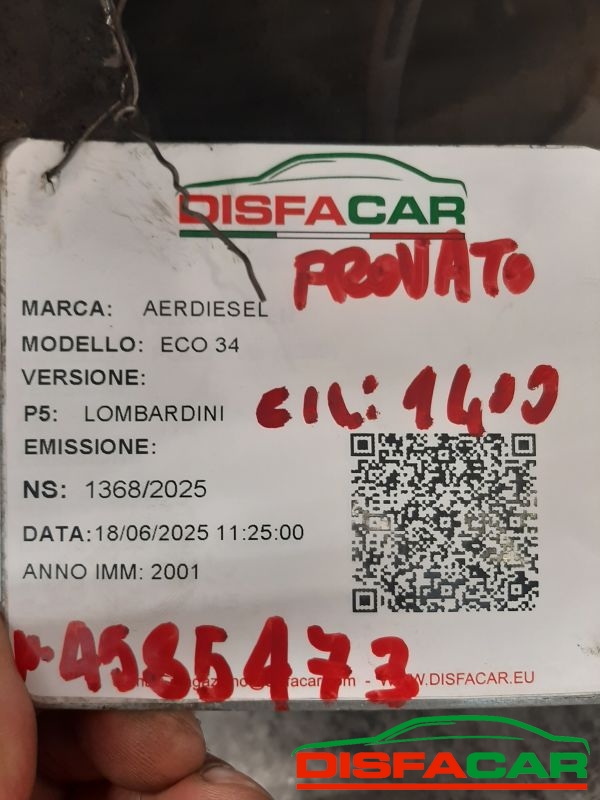 DISFACAR
PROVATO
MARCA: AERDIESEL
MODELLO: ECO 34
VERSIONE:
P5: LOMBARDINI
CIL: 1400
EMISSIONE:
NS: 1368/2025
DATA:18/06/2025 11:25:00
ANNO IMM: 2001
4585473
- WWW.DISFACAR.EU
DISFACAR